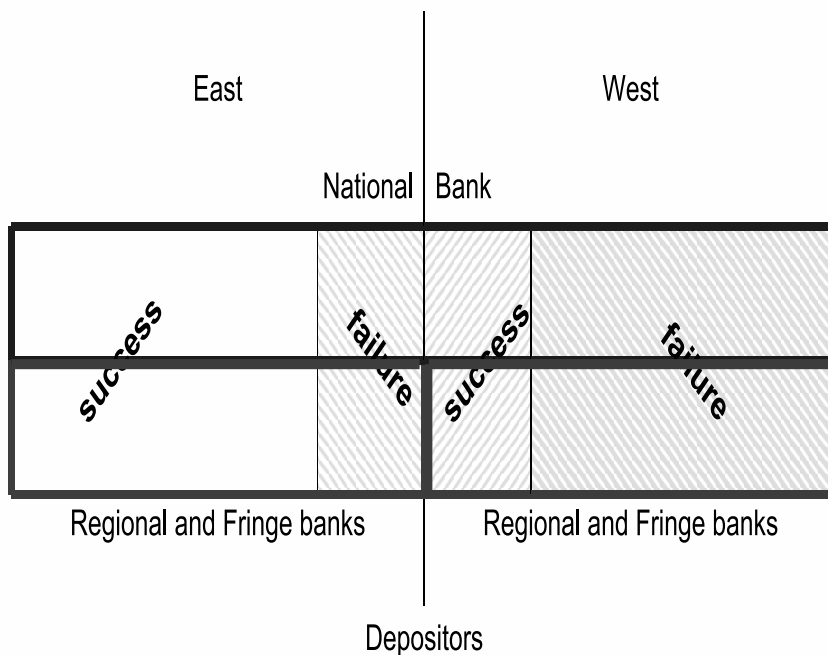 East West
National Bank
success failure success failure
Regional and Fringe banks Regional and Fringe banks
Depositors